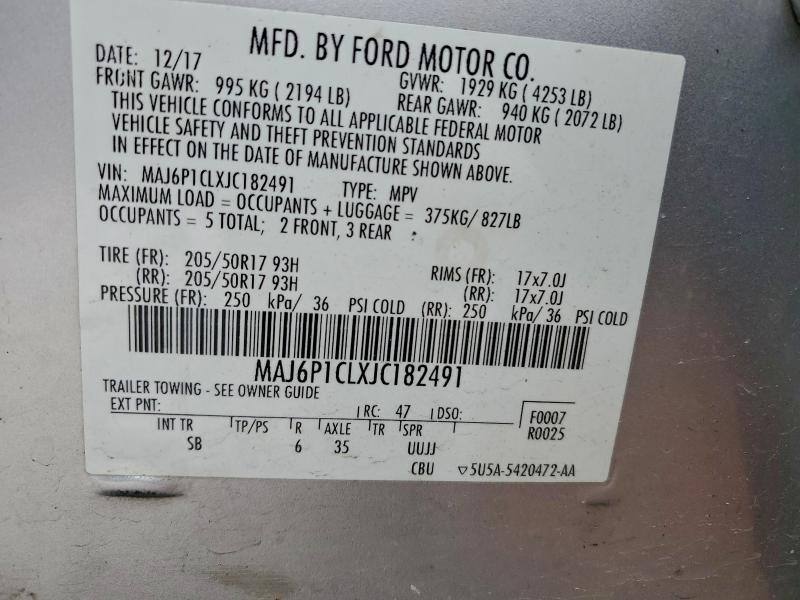 MFD. BY FORD MOTOR CO.
DATE: 12/17
GVWR: 1929 KG ( 4253 LB)
FRONT GAWR: 995 KG ( 2194 LB)
REAR GAWR: 940 KG ( 2072 LB)
THIS VEHICLE CONFORMS TO ALL APPLICABLE FEDERAL MOTOR
VEHICLE SAFETY AND THEFT PREVENTION STANDARDS
IN EFFECT ON THE DATE OF MANUFACTURE SHOWN ABOVE.
VIN: MAJ6P1CLXJC182491 TYPE: MPV
MAXIMUM LOAD = OCCUPANTS + LUGGAGE = 375KG/ 827LB
OCCUPANTS = 5 TOTAL; 2 FRONT, 3 REAR
TIRE (FR): 205/50R17 93H RIMS (FR): 17x7.0J
(RR): 205/50R17 93H (RR): 17x7.0J
PRESSURE (FR): 250 kPa/ 36 PSI COLD (RR): 250 kPa/ 36 PSI COLD
MAJ6P1CLXJC182491
TRAILER TOWING - SEE OWNER GUIDE
EXT PNT: RC: 47 DSO: F0007
R0025
INT TR TP/PS R AXLE TR SPR
SB 6 35 UUJJ
CBU ▽5U5A-5420472-AA